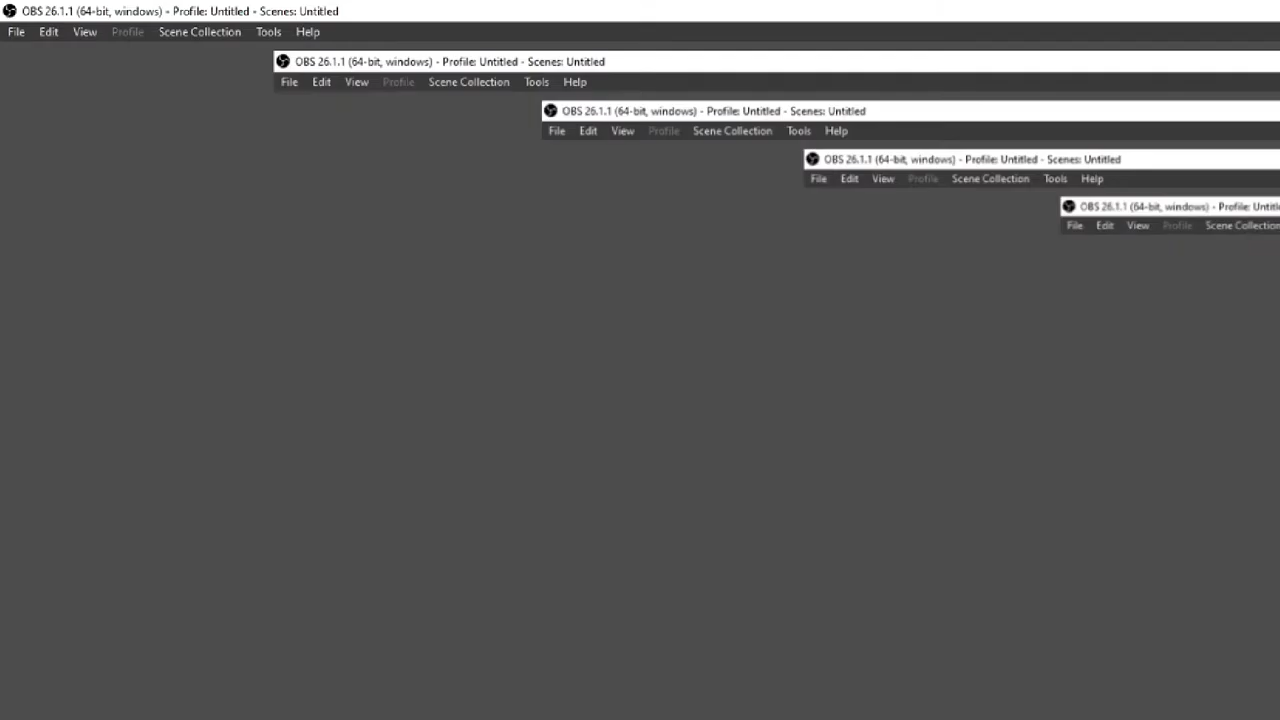 OBS 26.1.1 (64-bit, windows) - Profile: Untitled - Scenes: Untitled
File Edit View Profile Scene Collection Tools Help
OBS 26.1.1 (64-bit, windows) - Profile: Untitled - Scenes: Untitled
File Edit View Profile Scene Collection Tools Help
OBS 26.1.1 (64-bit, windows) - Profile: Untitled - Scenes: Untitled
File Edit View Profile Scene Collection Tools Help
OBS 26.1.1 (64-bit, windows) - Profile: Untitled - Scenes: Untitled
File Edit View Profile Scene Collection Tools Help
OBS 26.1.1 (64-bit, windows) - Profile: Untitl
File Edit View Profile Scene Collection